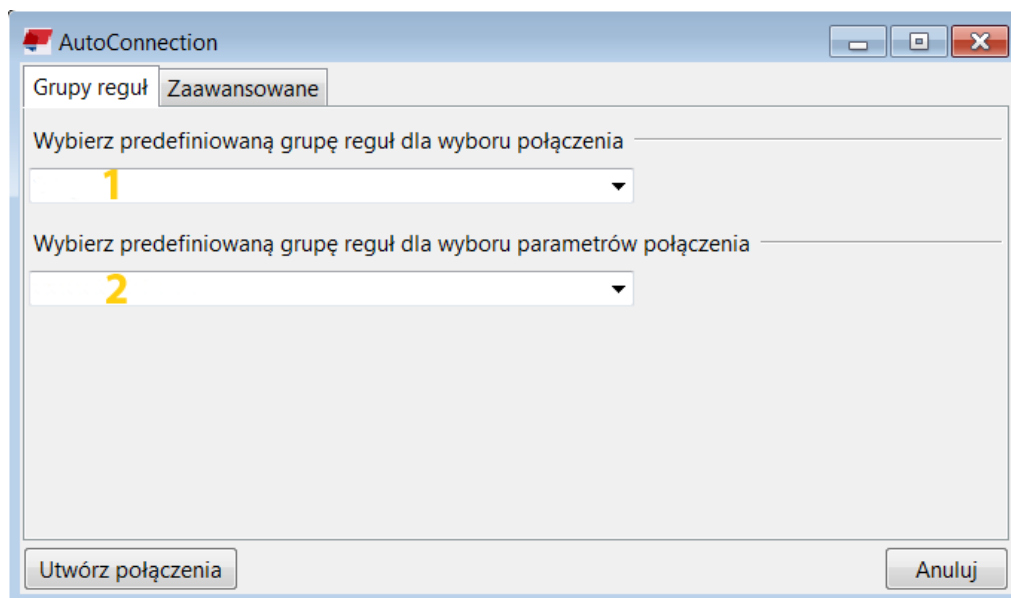 AutoConnection
Grupy reguł Zaawansowane
Wybierz predefiniowaną grupę reguł dla wyboru połączenia
1
Wybierz predefiniowaną grupę reguł dla wyboru parametrów połączenia
2
Utwórz połączenia Anuluj